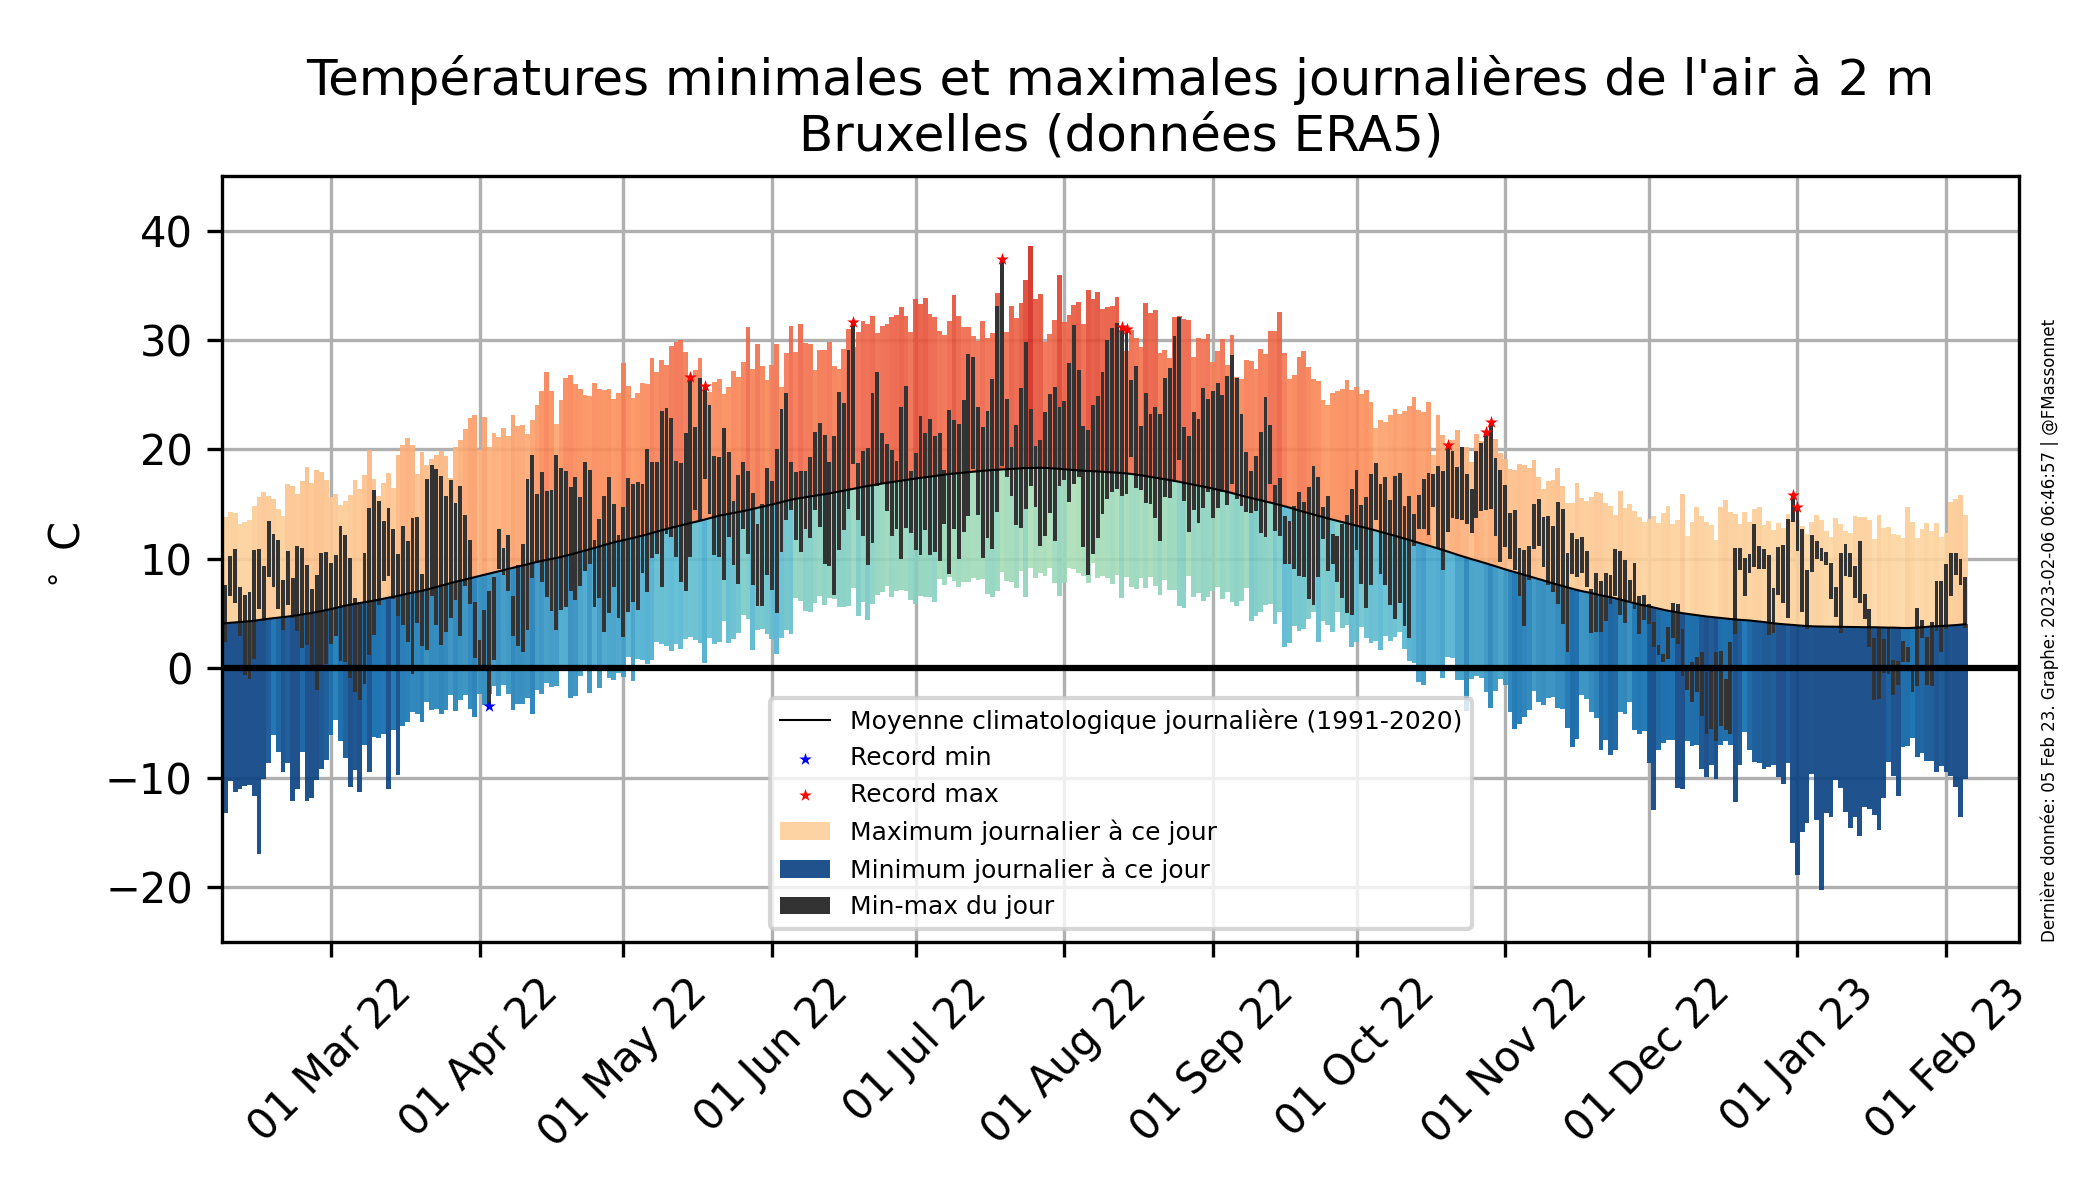 Températures minimales et maximales journalières de l'air à 2 m
Bruxelles (données ERA5)
° C
40
30
20
10
0
−10
−20
Moyenne climatologique journalière (1991-2020)
Record min
Record max
Maximum journalier à ce jour
Minimum journalier à ce jour
Min-max du jour
01 Mar 22
01 Apr 22
01 May 22
01 Jun 22
01 Jul 22
01 Aug 22
01 Sep 22
01 Oct 22
01 Nov 22
01 Dec 22
01 Jan 23
01 Feb 23
Dernière donnée: 05 Feb 23. Graphe: 2023-02-06 06:46:57 | @FMassonnet